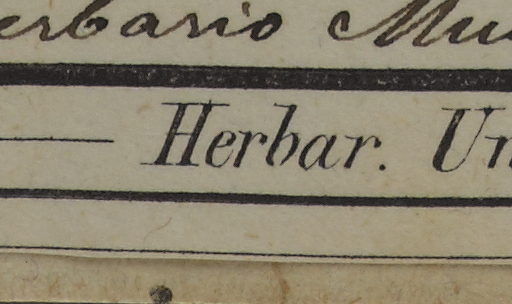 erbario Mu
— Herbar. Un